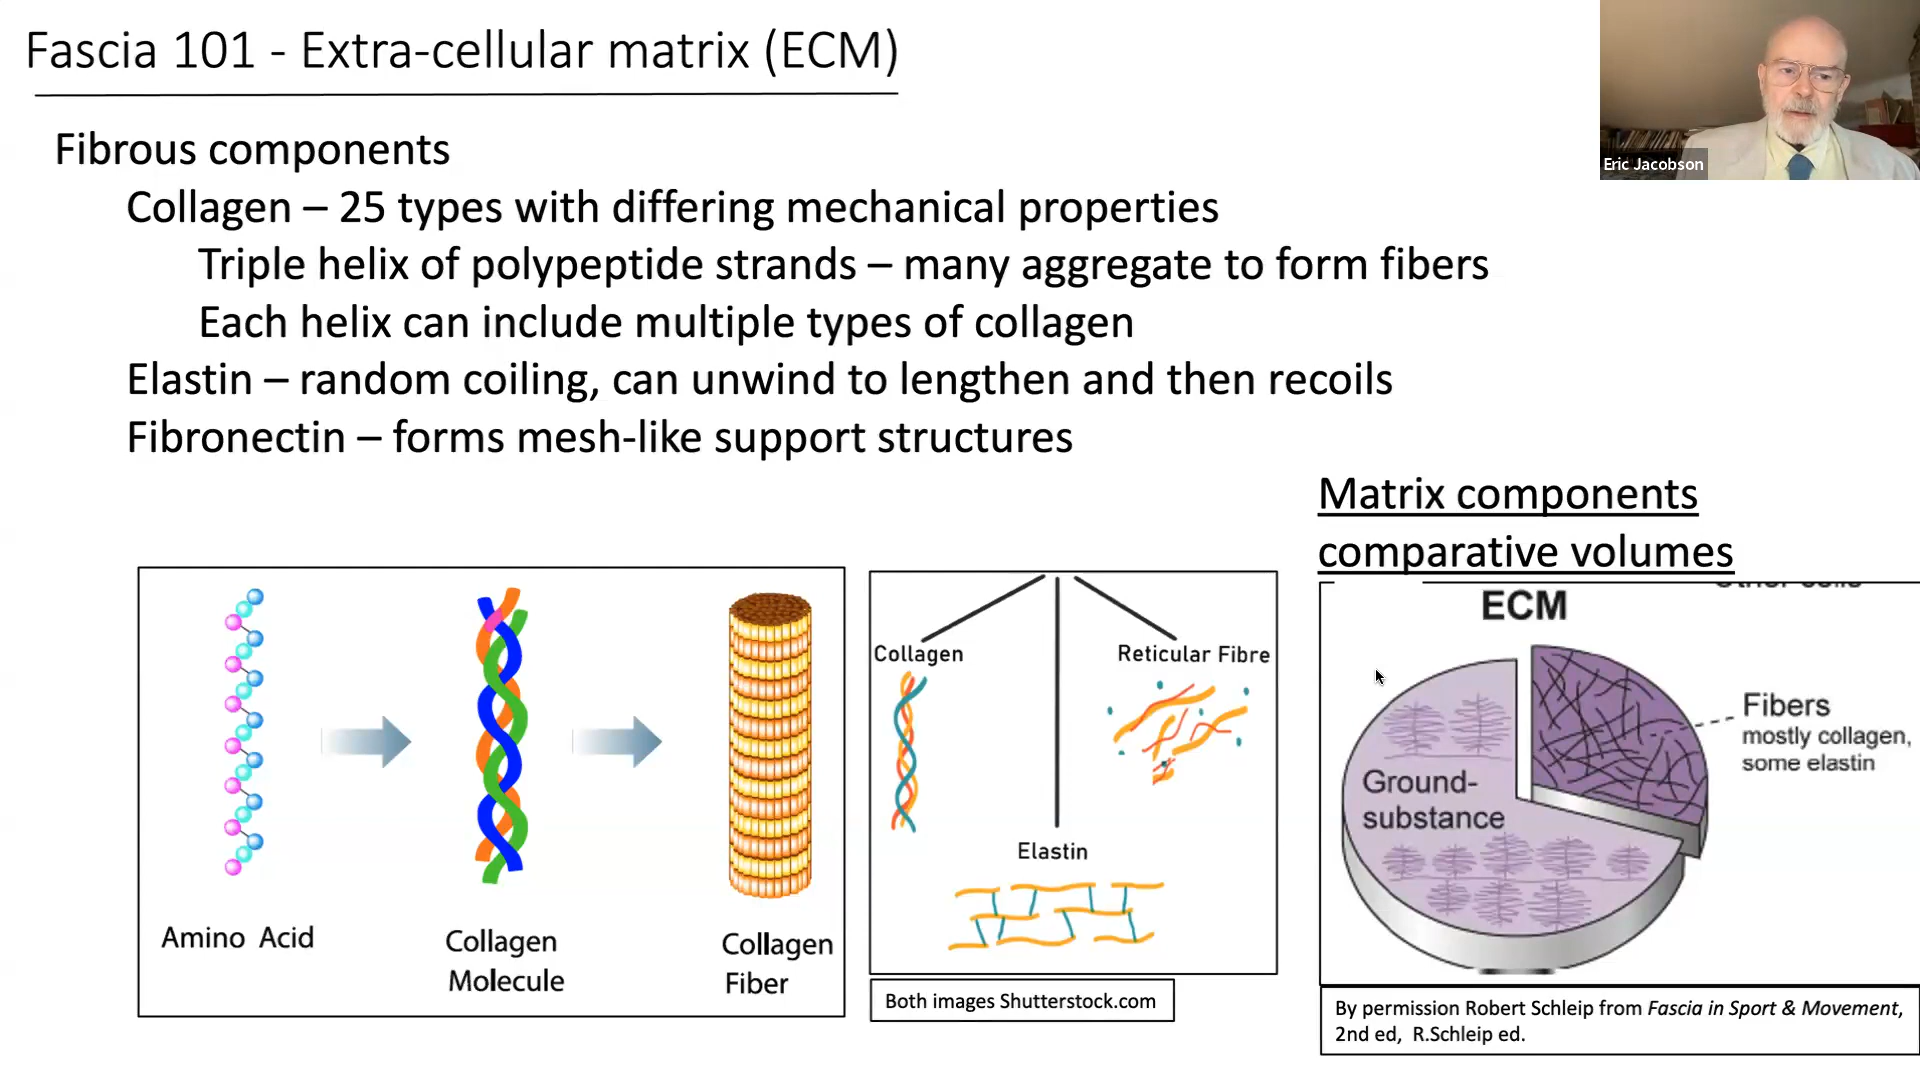 Fascia 101 - Extra-cellular matrix (ECM)
Eric Jacobson
Fibrous components
Collagen – 25 types with differing mechanical properties
Triple helix of polypeptide strands – many aggregate to form fibers
Each helix can include multiple types of collagen
Elastin – random coiling, can unwind to lengthen and then recoils
Fibronectin – forms mesh-like support structures
Matrix components
comparative volumes
Amino Acid
Collagen
Molecule
Collagen
Fiber
Collagen
Reticular Fibre
Elastin
Both images Shutterstock.com
Other cells
ECM
Fibers
mostly collagen,
some elastin
Ground-
substance
By permission Robert Schleip from Fascia in Sport & Movement,
2nd ed, R.Schleip ed.